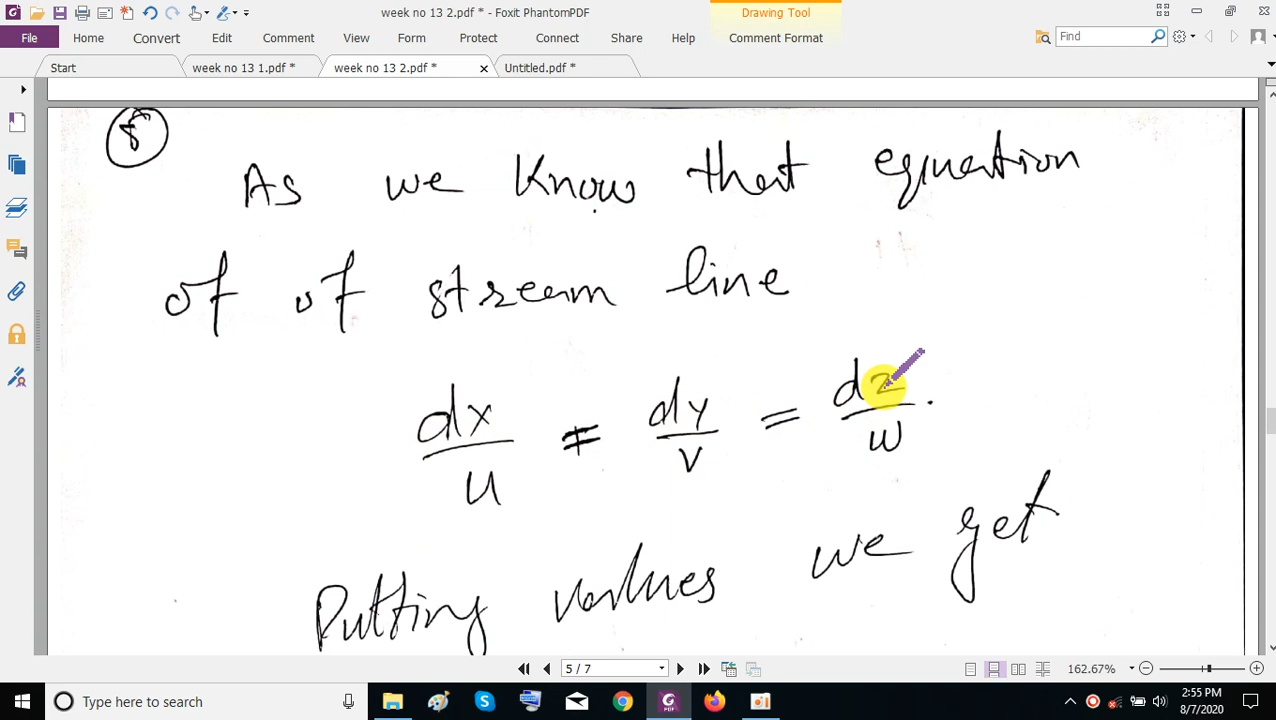 week no 13 2.pdf * - Foxit PhantomPDF
Drawing Tool
File Home Convert Edit Comment View Form Protect Connect Share Help Comment Format Find
Start week no 13 1.pdf * week no 13 2.pdf * Untitled.pdf *
As we know that equation
of of stream line
dx/u = dy/v = dz/w.
Putting values we get
5 / 7 162.67%
Type here to search
2:55 PM
8/7/2020